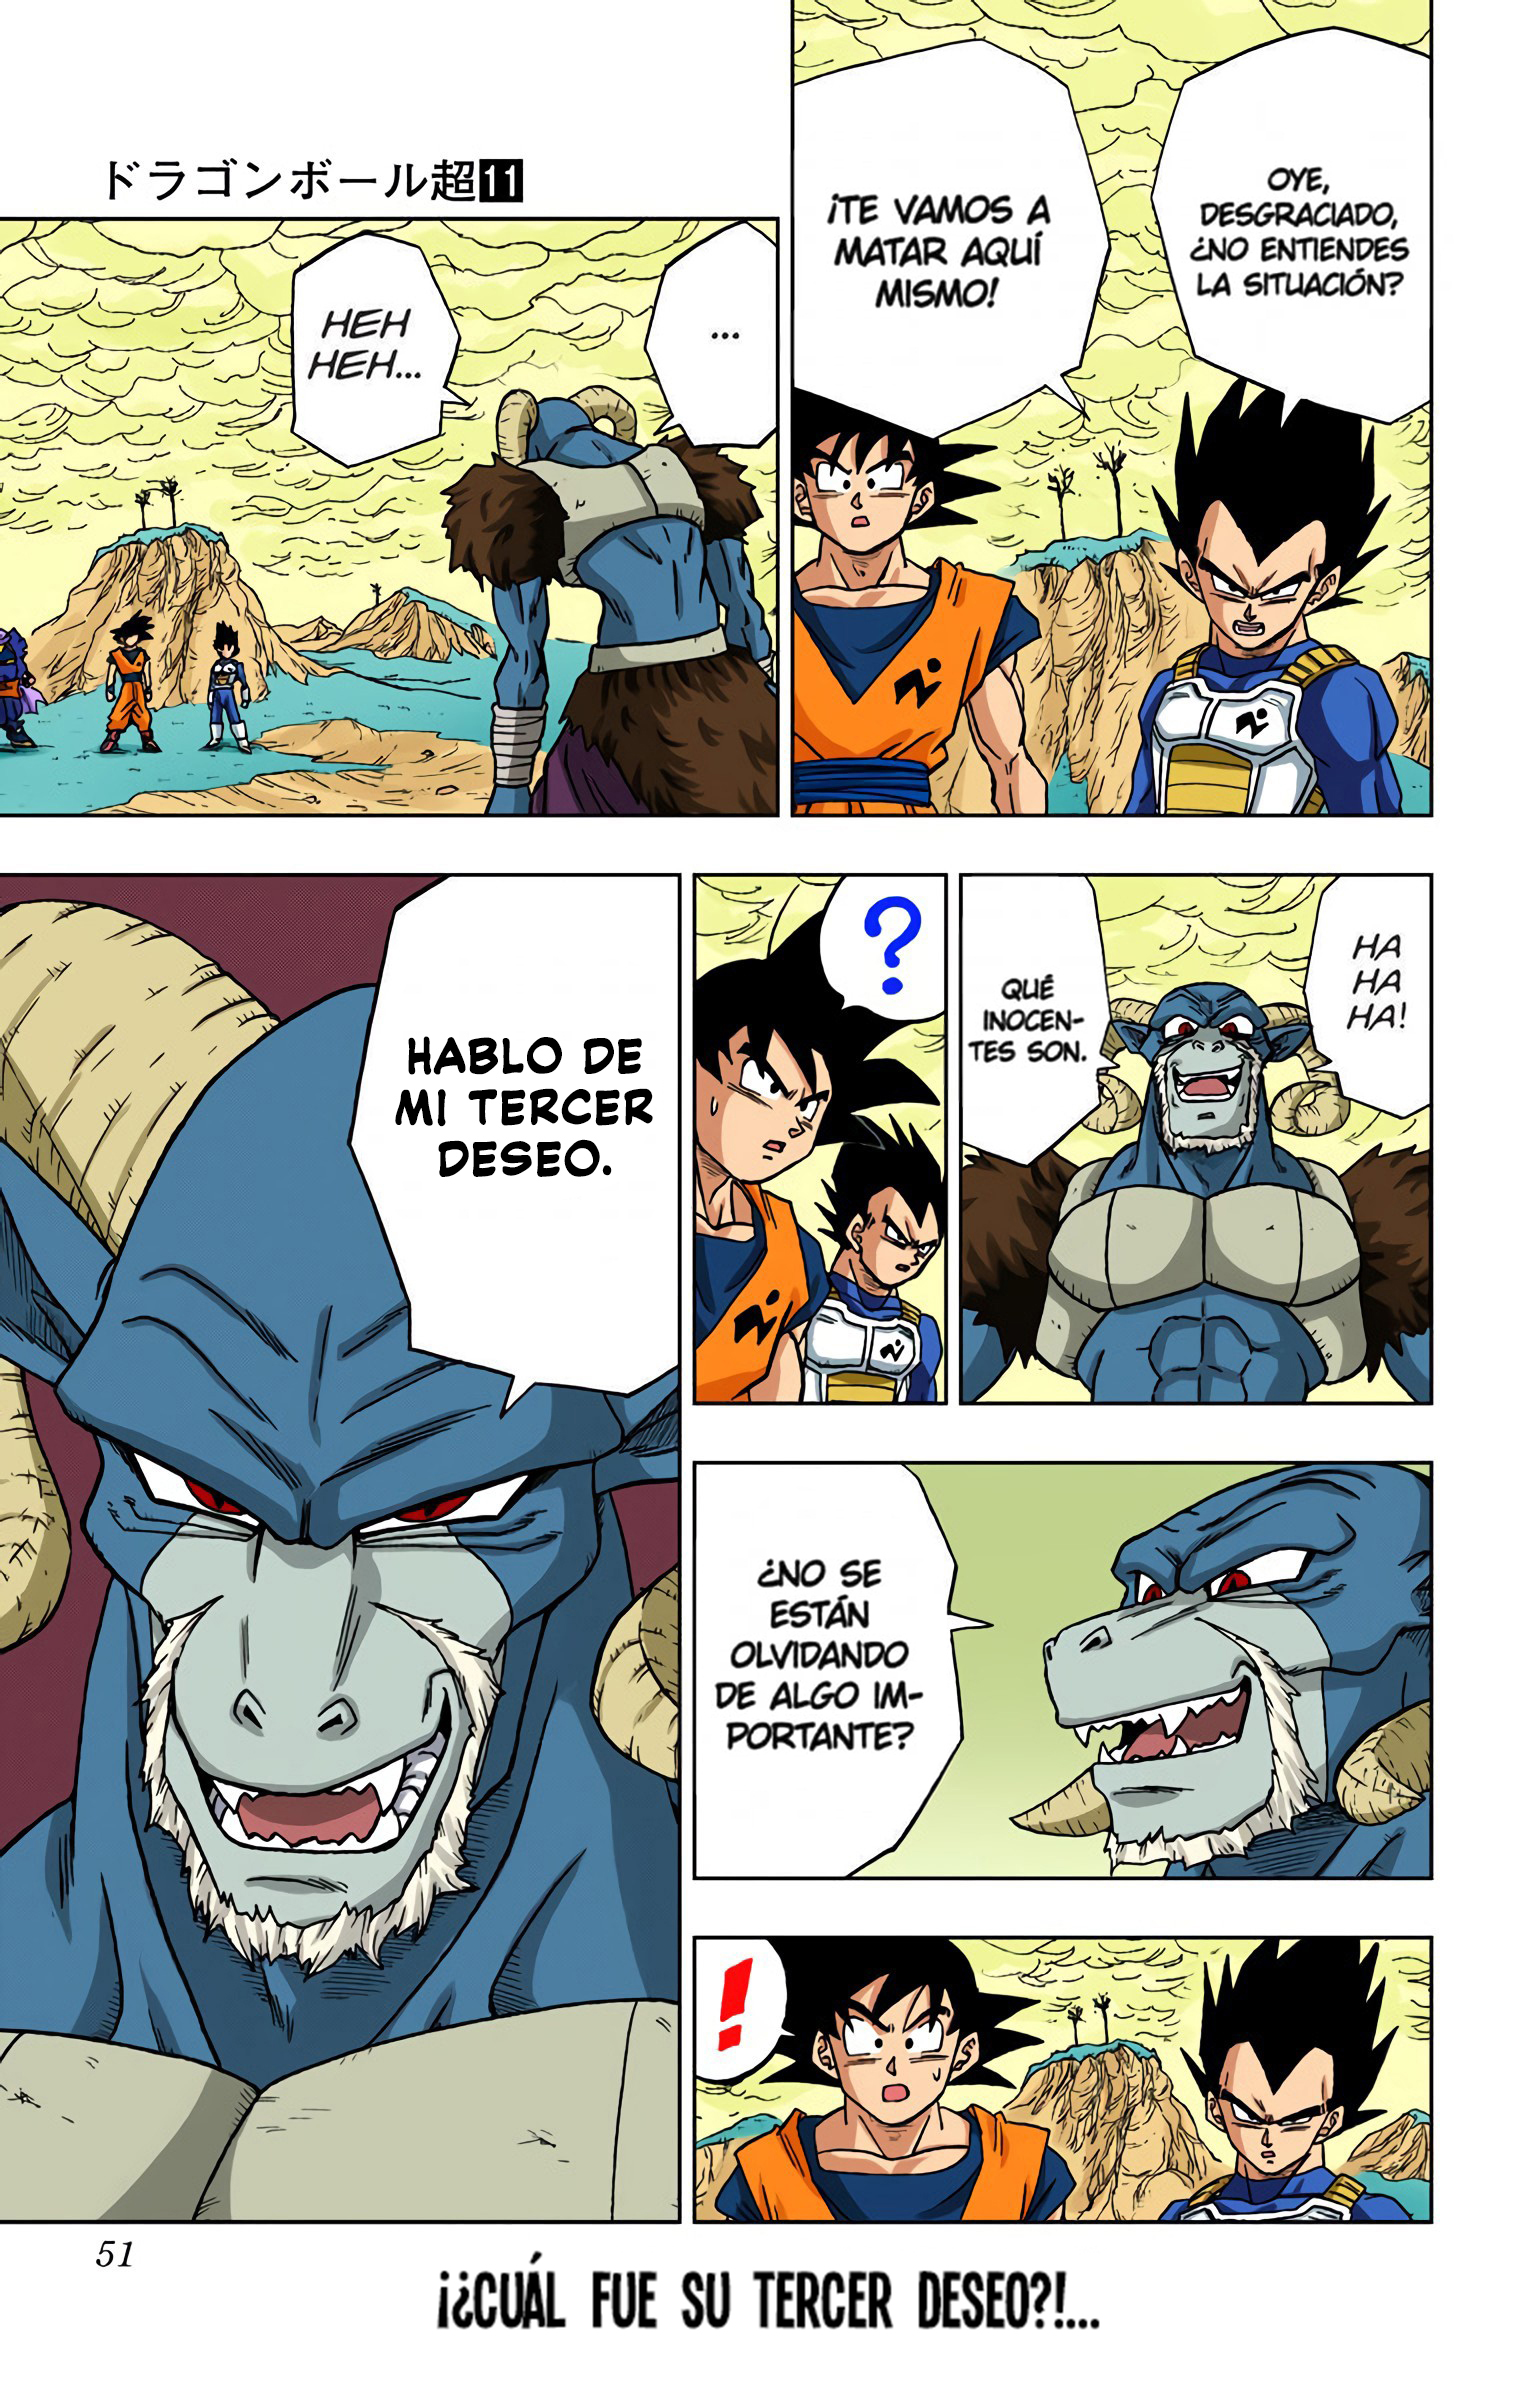 OYE,
DESGRACIADO,
¿NO ENTIENDES
LA SITUACIÓN?
¡TE VAMOS A
MATAR AQUÍ
MISMO!
ドラゴンボール超11
...
HEH
HEH...
HA
HA
HA!
QUÉ
INOCEN-
TES SON.
?
¿NO SE
ESTÁN
OLVIDANDO
DE ALGO IM-
PORTANTE?
!
HABLO DE
MI TERCER
DESEO.
51
¡¿CUÁL FUE SU TERCER DESEO?!...